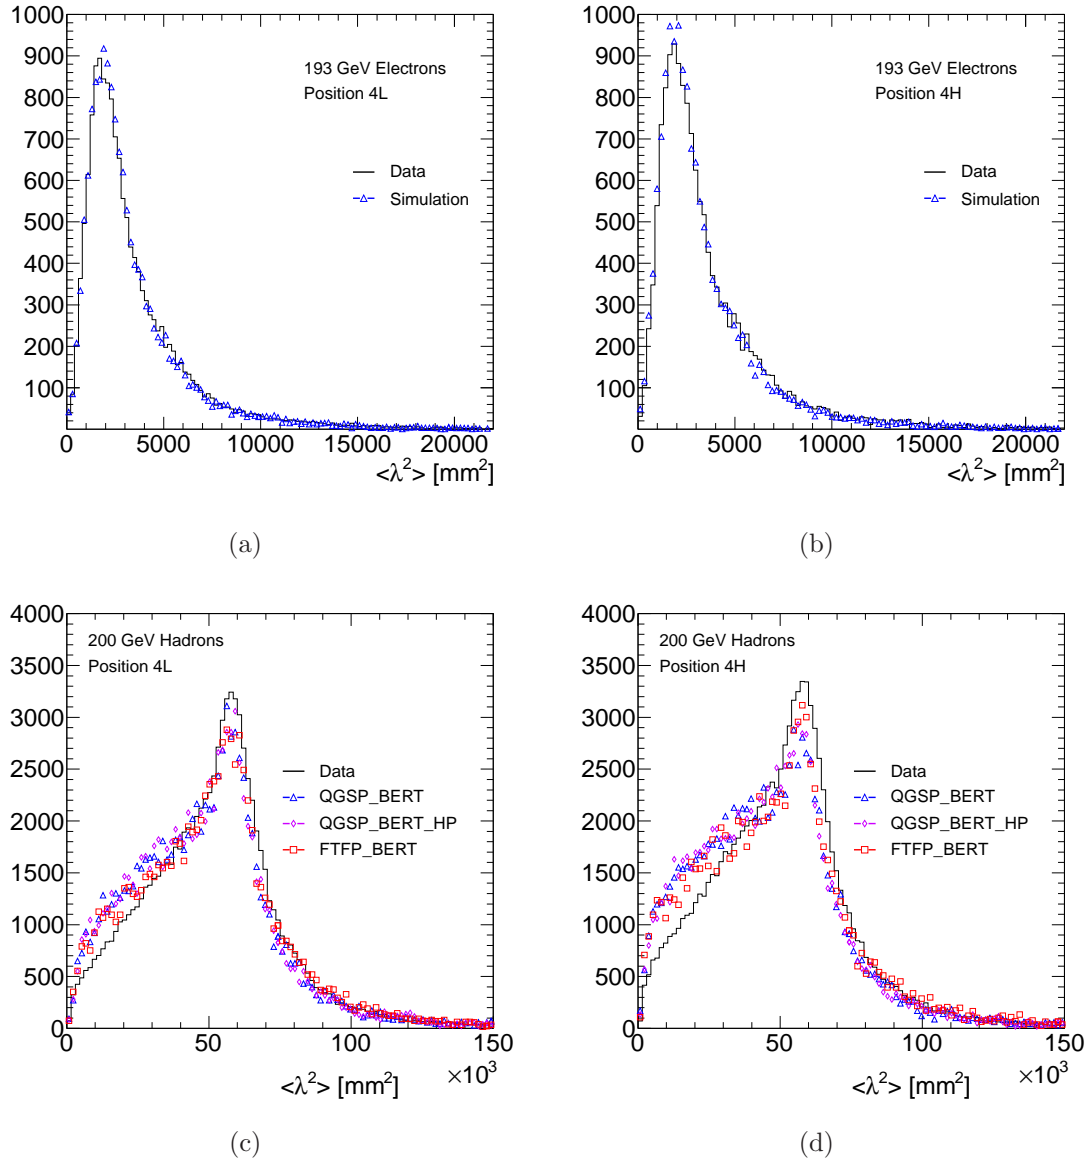 1000
900
800
700
600
500
400
300
200
100
0 5000 10000 15000 20000
<λ²> [mm²]
193 GeV Electrons
Position 4L
Data
Simulation
(a)
1000
900
800
700
600
500
400
300
200
100
0 5000 10000 15000 20000
<λ²> [mm²]
193 GeV Electrons
Position 4H
Data
Simulation
(b)
4000
3500
3000
2500
2000
1500
1000
500
0
0 50 100 150
×10³
<λ²> [mm²]
200 GeV Hadrons
Position 4L
Data
QGSP_BERT
QGSP_BERT_HP
FTFP_BERT
(c)
4000
3500
3000
2500
2000
1500
1000
500
0
0 50 100 150
×10³
<λ²> [mm²]
200 GeV Hadrons
Position 4H
Data
QGSP_BERT
QGSP_BERT_HP
FTFP_BERT
(d)